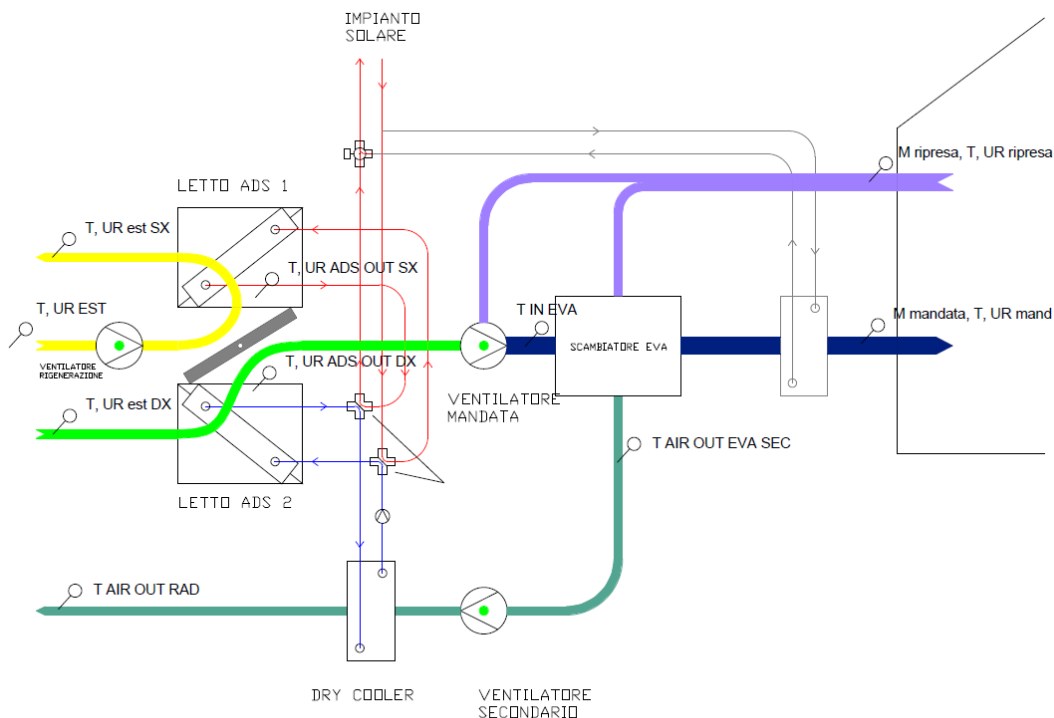 IMPIANTO
SOLARE
M ripresa, T, UR ripresa
LETTO ADS 1
T, UR est SX
T, UR ADS OUT SX
T, UR EST
T IN EVA
M mandata, T, UR mand
SCAMBIATORE EVA
VENTILATORE
RIGENERAZIONE
T, UR ADS OUT DX
VENTILATORE
MANDATA
T, UR est DX
T AIR OUT EVA SEC
LETTO ADS 2
T AIR OUT RAD
DRY COOLER
VENTILATORE
SECONDARIO